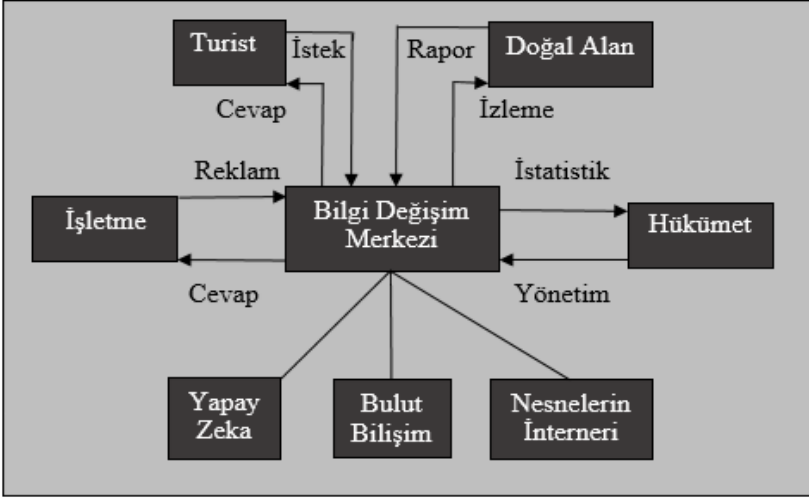 Turist
İstek
Rapor
Doğal Alan
Cevap
İzleme
Reklam
İstatistik
İşletme
Bilgi Değişim
Merkezi
Hükümet
Cevap
Yönetim
Yapay
Zeka
Bulut
Bilişim
Nesnelerin
İnterneri